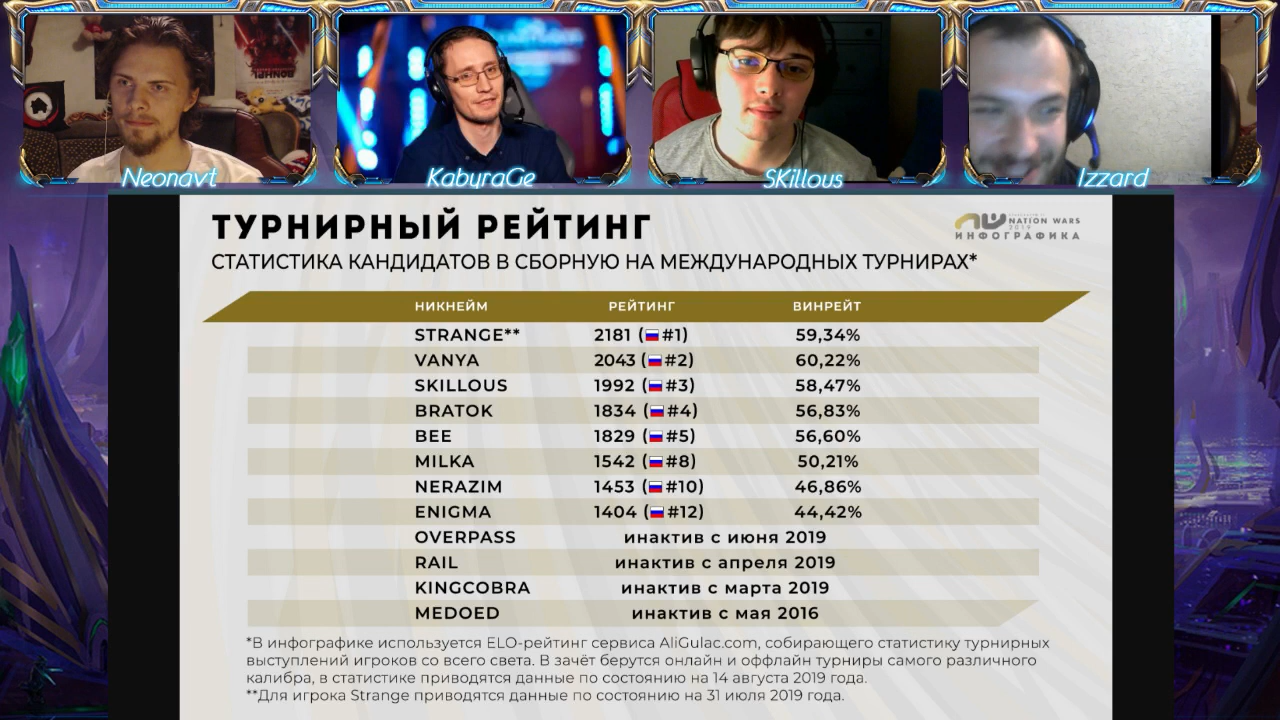 Neonavt
KabyraGe
SKillous
Izzard
ТУРНИРНЫЙ РЕЙТИНГ
NATION WARS
2019
ИНФОГРАФИКА
СТАТИСТИКА КАНДИДАТОВ В СБОРНУЮ НА МЕЖДУНАРОДНЫХ ТУРНИРАХ*
НИКНЕЙМ РЕЙТИНГ ВИНРЕЙТ
STRANGE** 2181 (#1) 59,34%
VANYA 2043 (#2) 60,22%
SKILLOUS 1992 (#3) 58,47%
BRATOK 1834 (#4) 56,83%
BEE 1829 (#5) 56,60%
MILKA 1542 (#8) 50,21%
NERAZIM 1453 (#10) 46,86%
ENIGMA 1404 (#12) 44,42%
OVERPASS инактив с июня 2019
RAIL инактив с апреля 2019
KINGCOBRA инактив с марта 2019
MEDOED инактив с мая 2016
*В инфографике используется ELO-рейтинг сервиса AliGulac.com, собирающего статистику турнирных
выступлений игроков со всего света. В зачёт берутся онлайн и оффлайн турниры самого различного
калибра, в статистике приводятся данные по состоянию на 14 августа 2019 года.
**Для игрока Strange приводятся данные по состоянию на 31 июля 2019 года.